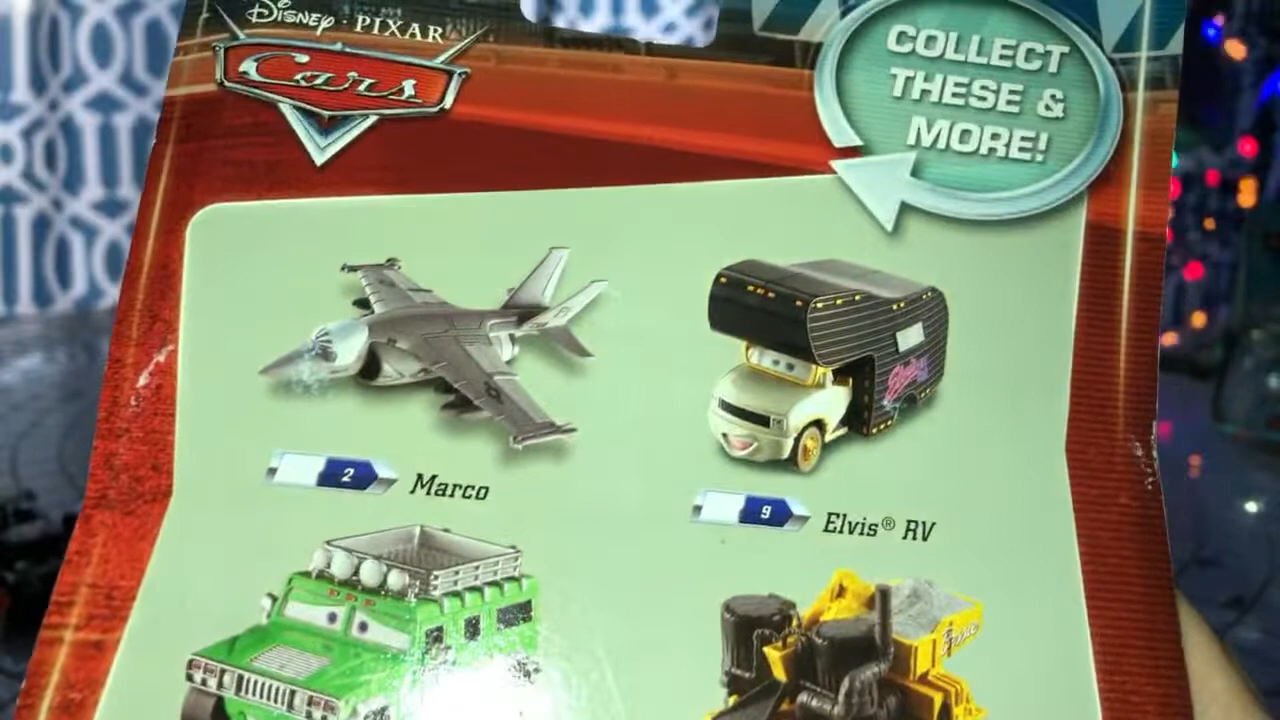 Disney · PIXAR
Cars
COLLECT
THESE &
MORE!
2 Marco
9 Elvis® RV